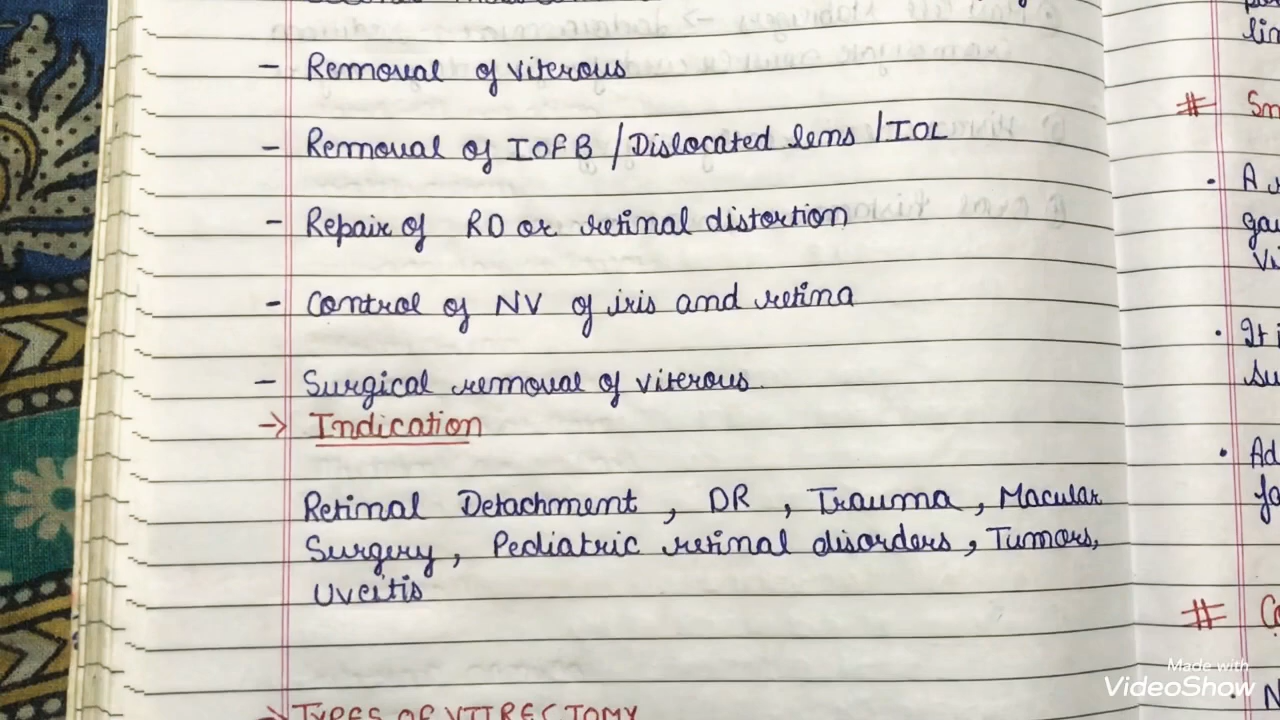 - Removal of viterous
- Removal of IOFB / Dislocated lens / IOL
- Repair of RD or retinal distortion
- Control of NV of iris and retina
- Surgical removal of viterous
→ Indication
Retinal Detachment, DR, Trauma, Macular
Surgery, Pediatric retinal disorders, Tumors,
Uveitis
→ TYPES OF VITRECTOMY
#
• A
• It i
• Ad
#
• N
Made with
VideoShow